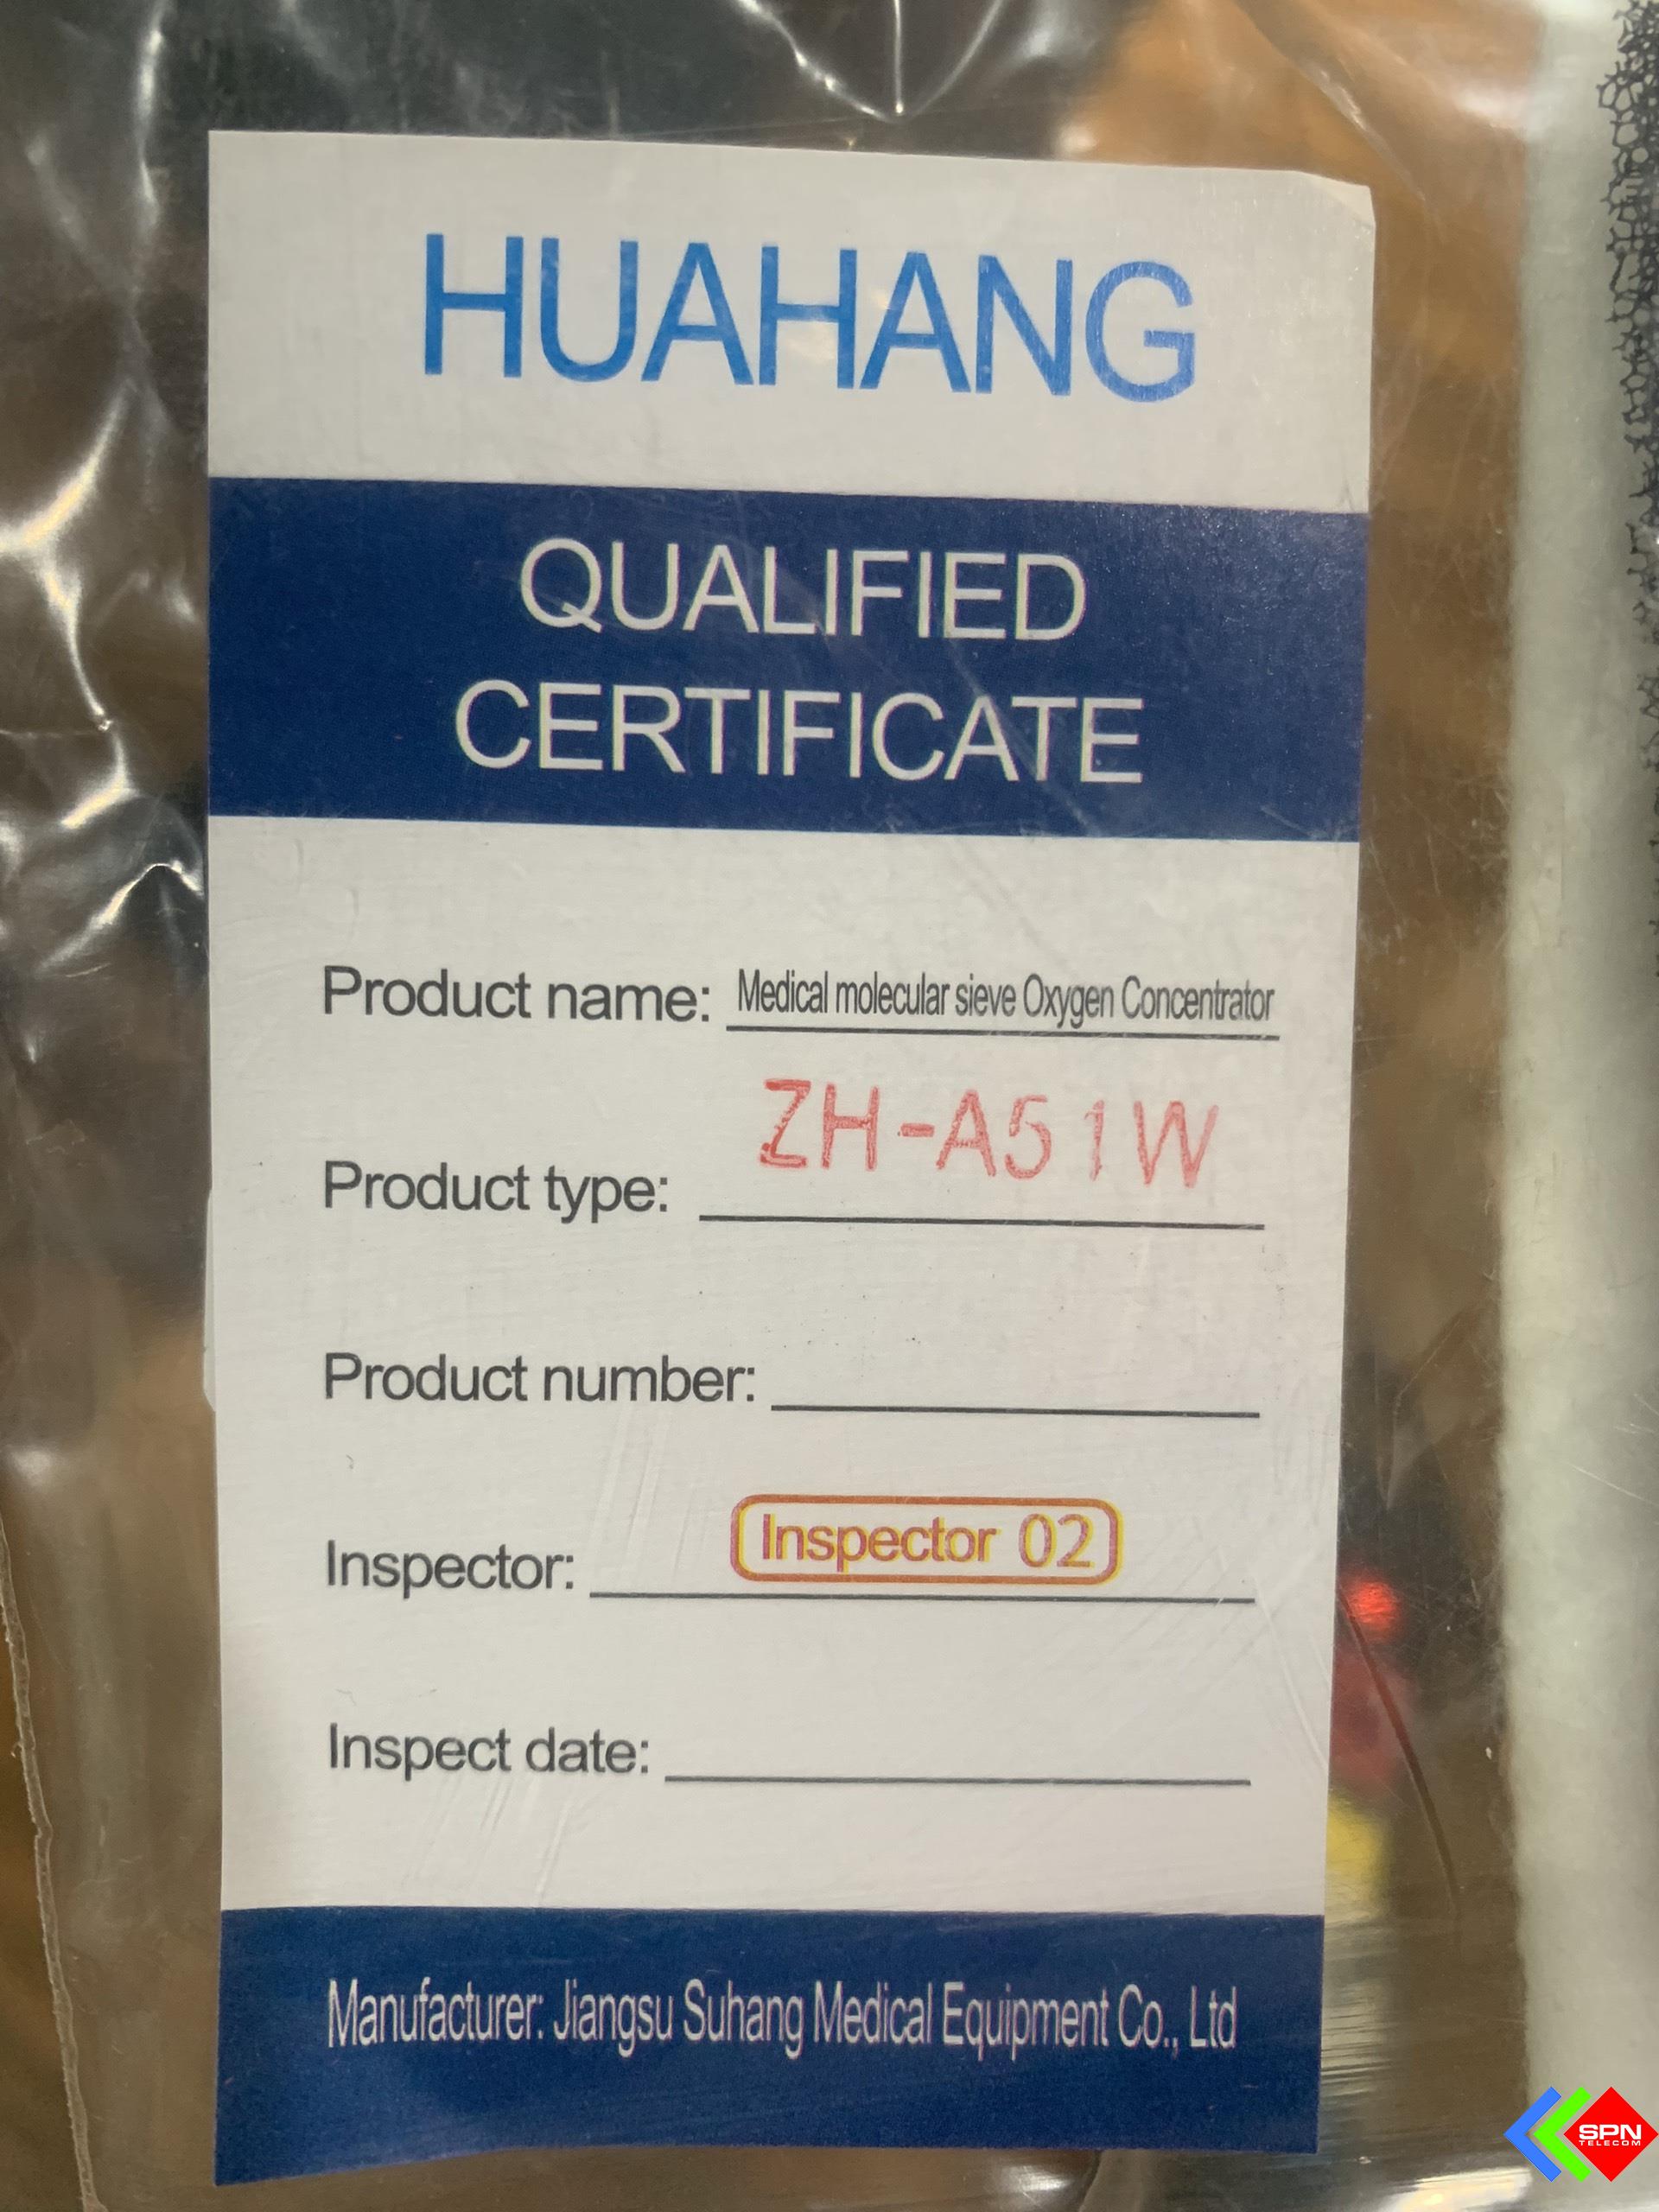 HUAHANG
QUALIFIED
CERTIFICATE
Product name: Medical molecular sieve Oxygen Concentrator
Product type: ZH-A51W
Product number:
Inspector: Inspector 02
Inspect date:
Manufacturer: Jiangsu Suhang Medical Equipment Co., Ltd
SPN
TELECOM